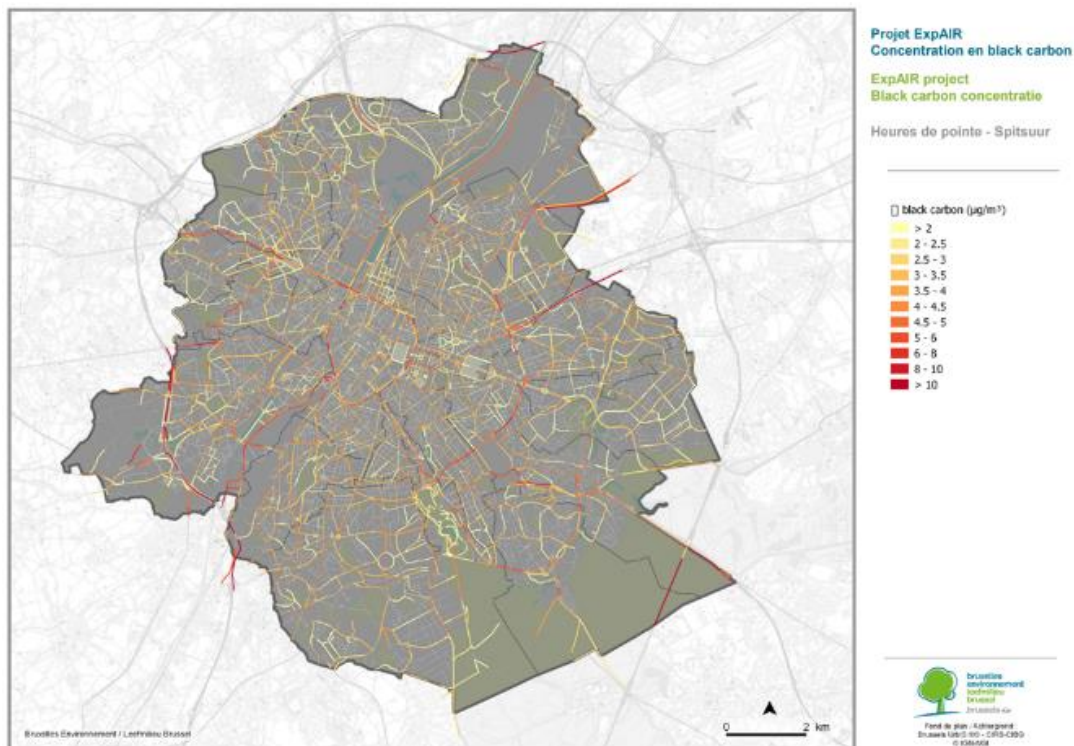 Projet ExpAIR
Concentration en black carbon
ExpAIR project
Black carbon concentratie
Heures de pointe - Spitsuur
black carbon (µg/m³)
> 2
2 - 2.5
2.5 - 3
3 - 3.5
3.5 - 4
4 - 4.5
4.5 - 5
5 - 6
6 - 8
8 - 10
> 10
0 2 km
Bruxelles Environnement / Leefmilieu Brussel
bruxelles
environnement
leefmilieu
brussel
Fond de plan - Achtergrond